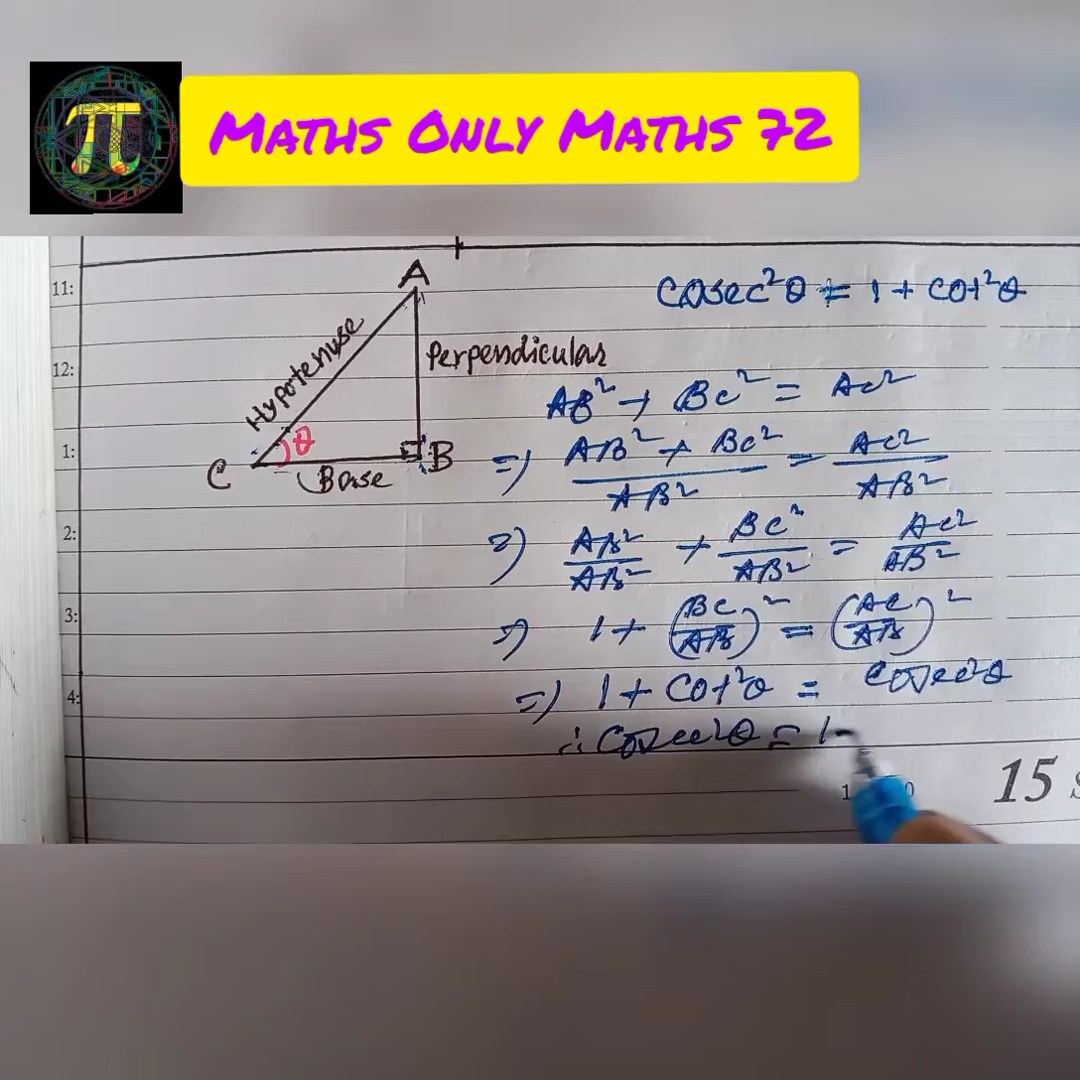 π
MATHS ONLY MATHS 72
11:
A
cosec²θ = 1 + cot²θ
Hypotenuse
Perpendicular
12:
AB² + BC² = AC²
1:
θ
C
Base
B
=) AB² + BC² / AB² = AC² / AB²
2:
=) AB²/AB² + BC²/AB² = AC²/AB²
3:
=) 1 + (BC/AB)² = (AC/AB)²
4:
=) 1 + cot²θ = cosec²θ
∴ cosec²θ = 1
15 s